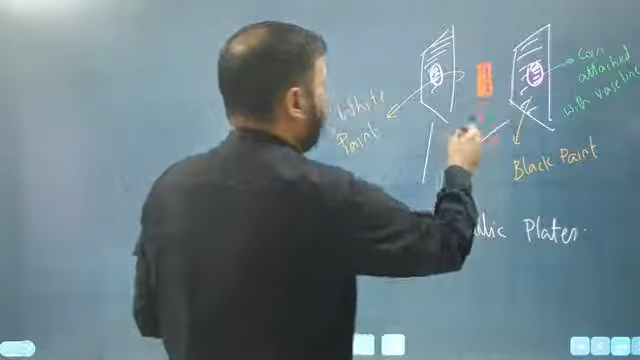 White
Paint
Coin
attached
with vaseline
Black Paint
Plates